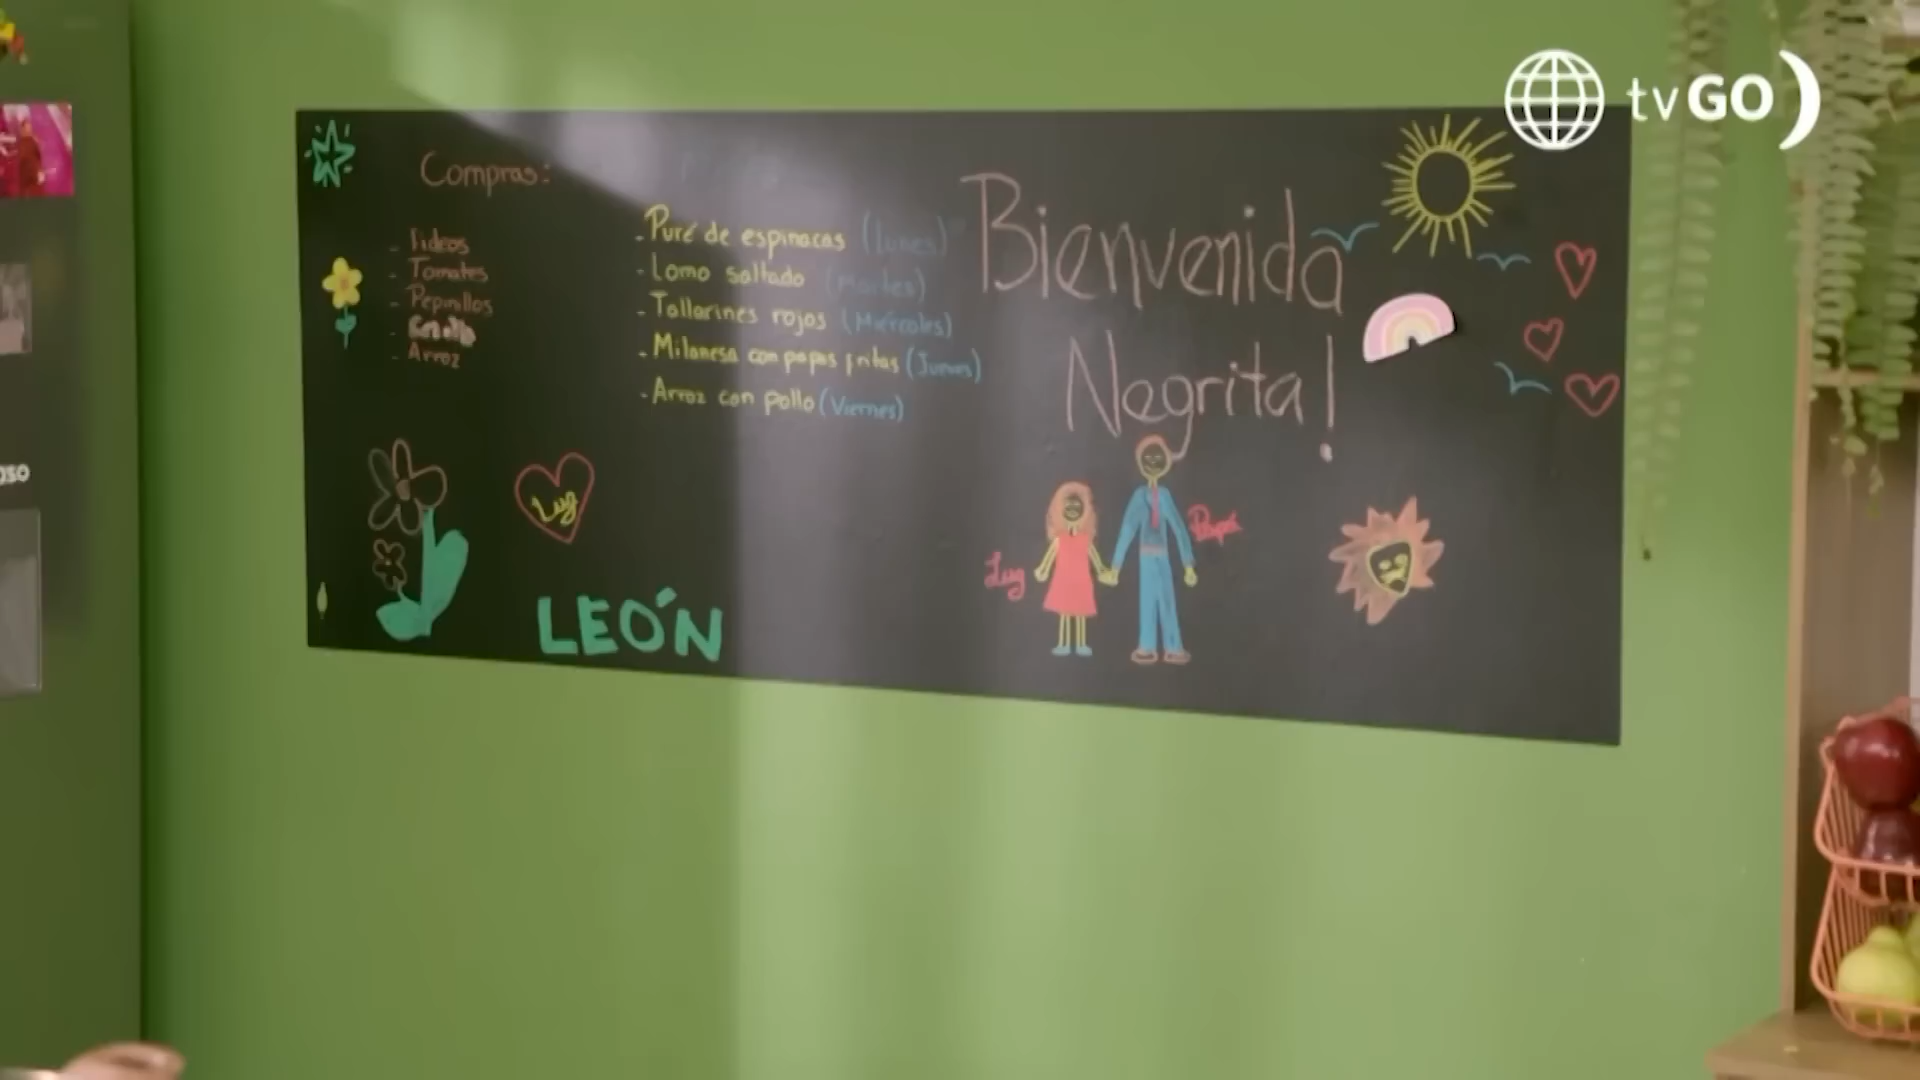 tvGO
Compras:
- Fideos
- Tomates
- Pepinillos
- Arroz
- Puré de espinacas (lunes)
- Lomo saltado (Martes)
- Tallarines rojos (Miércoles)
- Milanesa con papas fritas (Jueves)
- Arroz con pollo (Viernes)
Bienvenida
Negrita!
Luz
LEÓN
Luz
Papá
oso